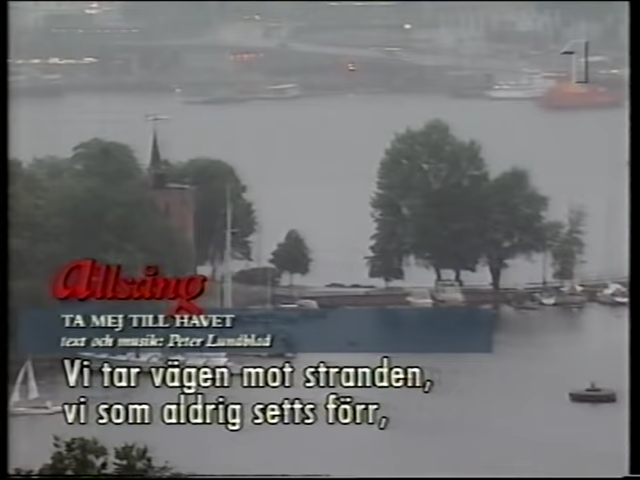 1
Allsång
TA MEJ TILL HAVET
text och musik: Peter Lundblad
Vi tar vägen mot stranden,
vi som aldrig setts förr,